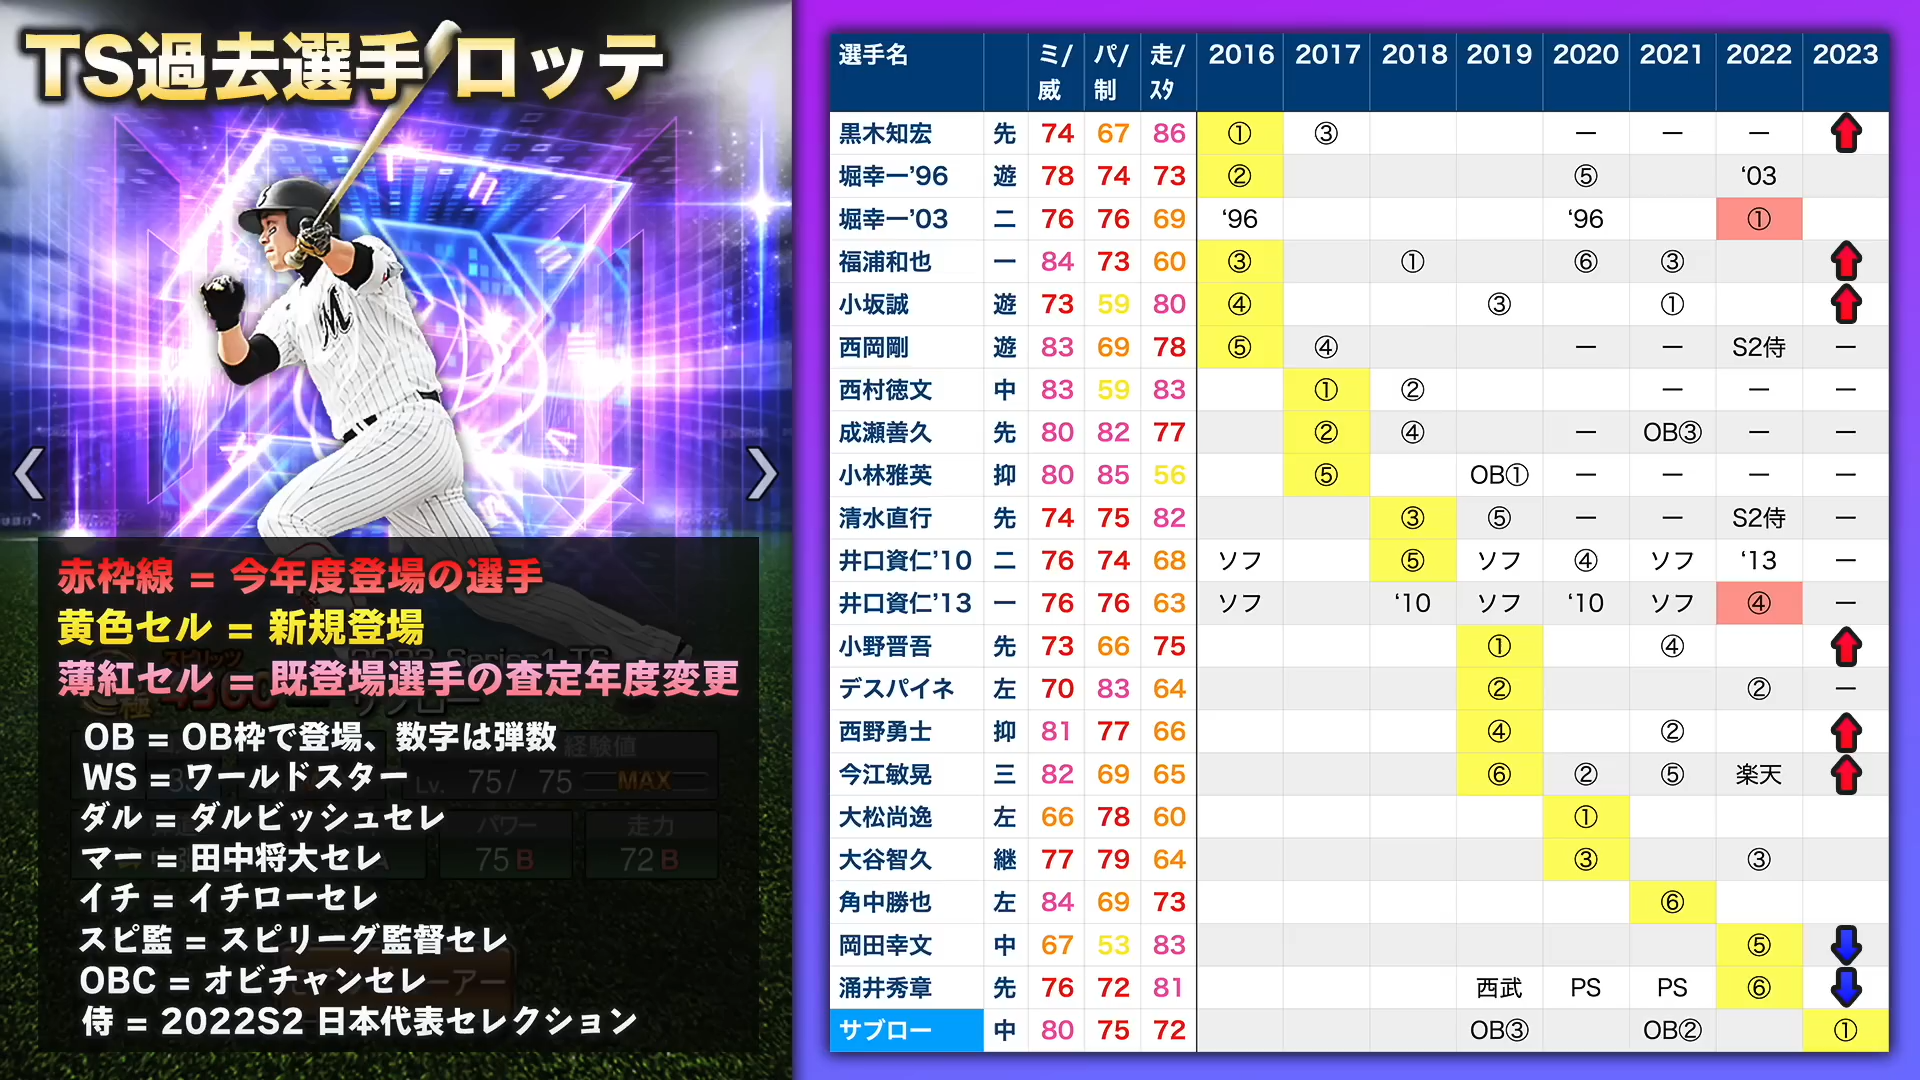 TS過去選手 ロッテ
赤枠線 = 今年度登場の選手
黄色セル = 新規登場
薄紅セル = 既登場選手の査定年度変更
OB = OB枠で登場、数字は弾数
WS = ワールドスター
ダル = ダルビッシュセレ
マー = 田中将大セレ
イチ = イチローセレ
スピ監 = スピリーグ監督セレ
OBC = オビチャンセレ
侍 = 2022S2 日本代表セレクション
経験値
Lv. 75/ 75 MAX
パワー 走力
75 B 72 B
選手名 ミ/威 パ/制 走/スタ 2016 2017 2018 2019 2020 2021 2022 2023
黒木知宏 先 74 67 86 ① ③ ー ー ー
堀幸一'96 遊 78 74 73 ② ⑤ '03
堀幸一'03 二 76 76 69 '96 '96 ①
福浦和也 一 84 73 60 ③ ① ⑥ ③
小坂誠 遊 73 59 80 ④ ③ ①
西岡剛 遊 83 69 78 ⑤ ④ ー ー S2侍 ー
西村徳文 中 83 59 83 ① ② ー ー ー
成瀬善久 先 80 82 77 ② ④ ー OB③ ー ー
小林雅英 抑 80 85 56 ⑤ OB① ー ー ー ー
清水直行 先 74 75 82 ③ ⑤ ー ー S2侍 ー
井口資仁'10 二 76 74 68 ソフ ⑤ ソフ ④ ソフ '13 ー
井口資仁'13 一 76 76 63 ソフ '10 ソフ '10 ソフ ④ ー
小野晋吾 先 73 66 75 ① ④
デスパイネ 左 70 83 64 ② ② ー
西野勇士 抑 81 77 66 ④ ②
今江敏晃 三 82 69 65 ⑥ ② ⑤ 楽天
大松尚逸 左 66 78 60 ①
大谷智久 継 77 79 64 ③ ③
角中勝也 左 84 69 73 ⑥
岡田幸文 中 67 53 83 ⑤
涌井秀章 先 76 72 81 西武 PS PS ⑥
サブロー 中 80 75 72 OB③ OB② ①